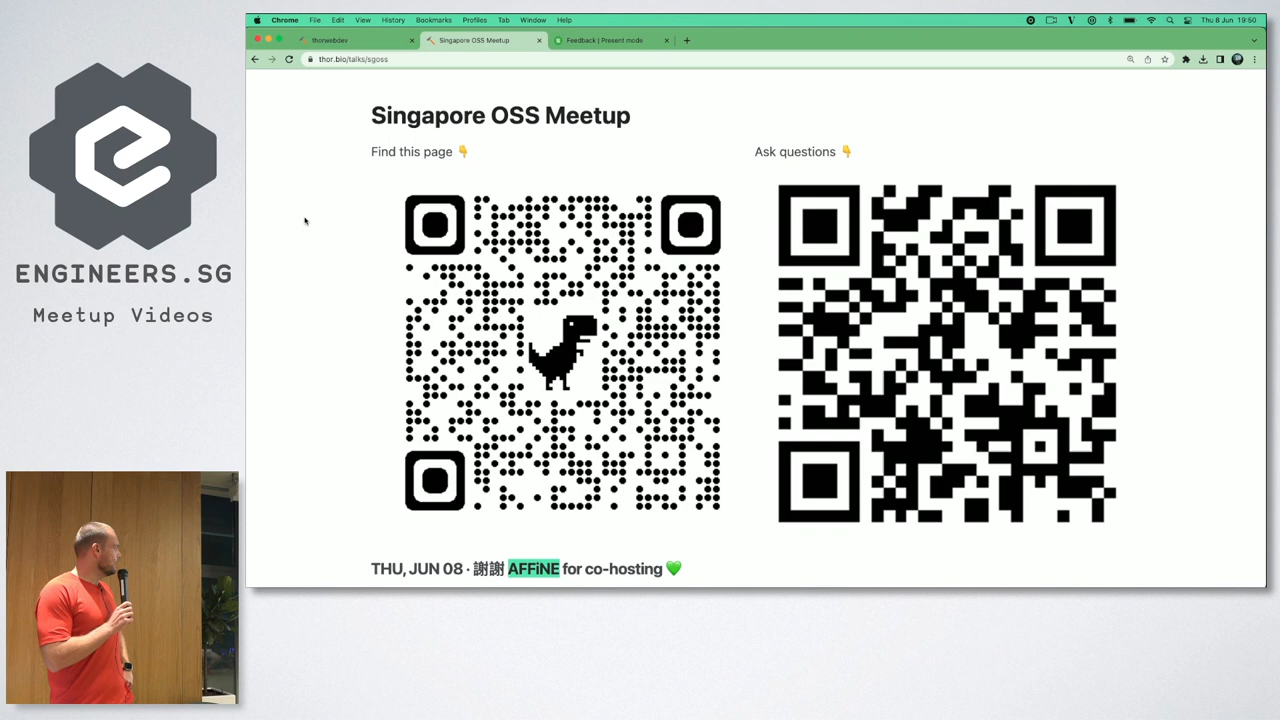 Chrome File Edit View History Bookmarks Profiles Tab Window Help
Thu 8 Jun 19:50
thorwebdev
Singapore OSS Meetup
Feedback | Present mode
thor.bio/talks/sgoss
ENGINEERS.SG
Meetup Videos
Singapore OSS Meetup
Find this page 👇
Ask questions 👇
THU, JUN 08 · 謝謝 AFFiNE for co-hosting 💚